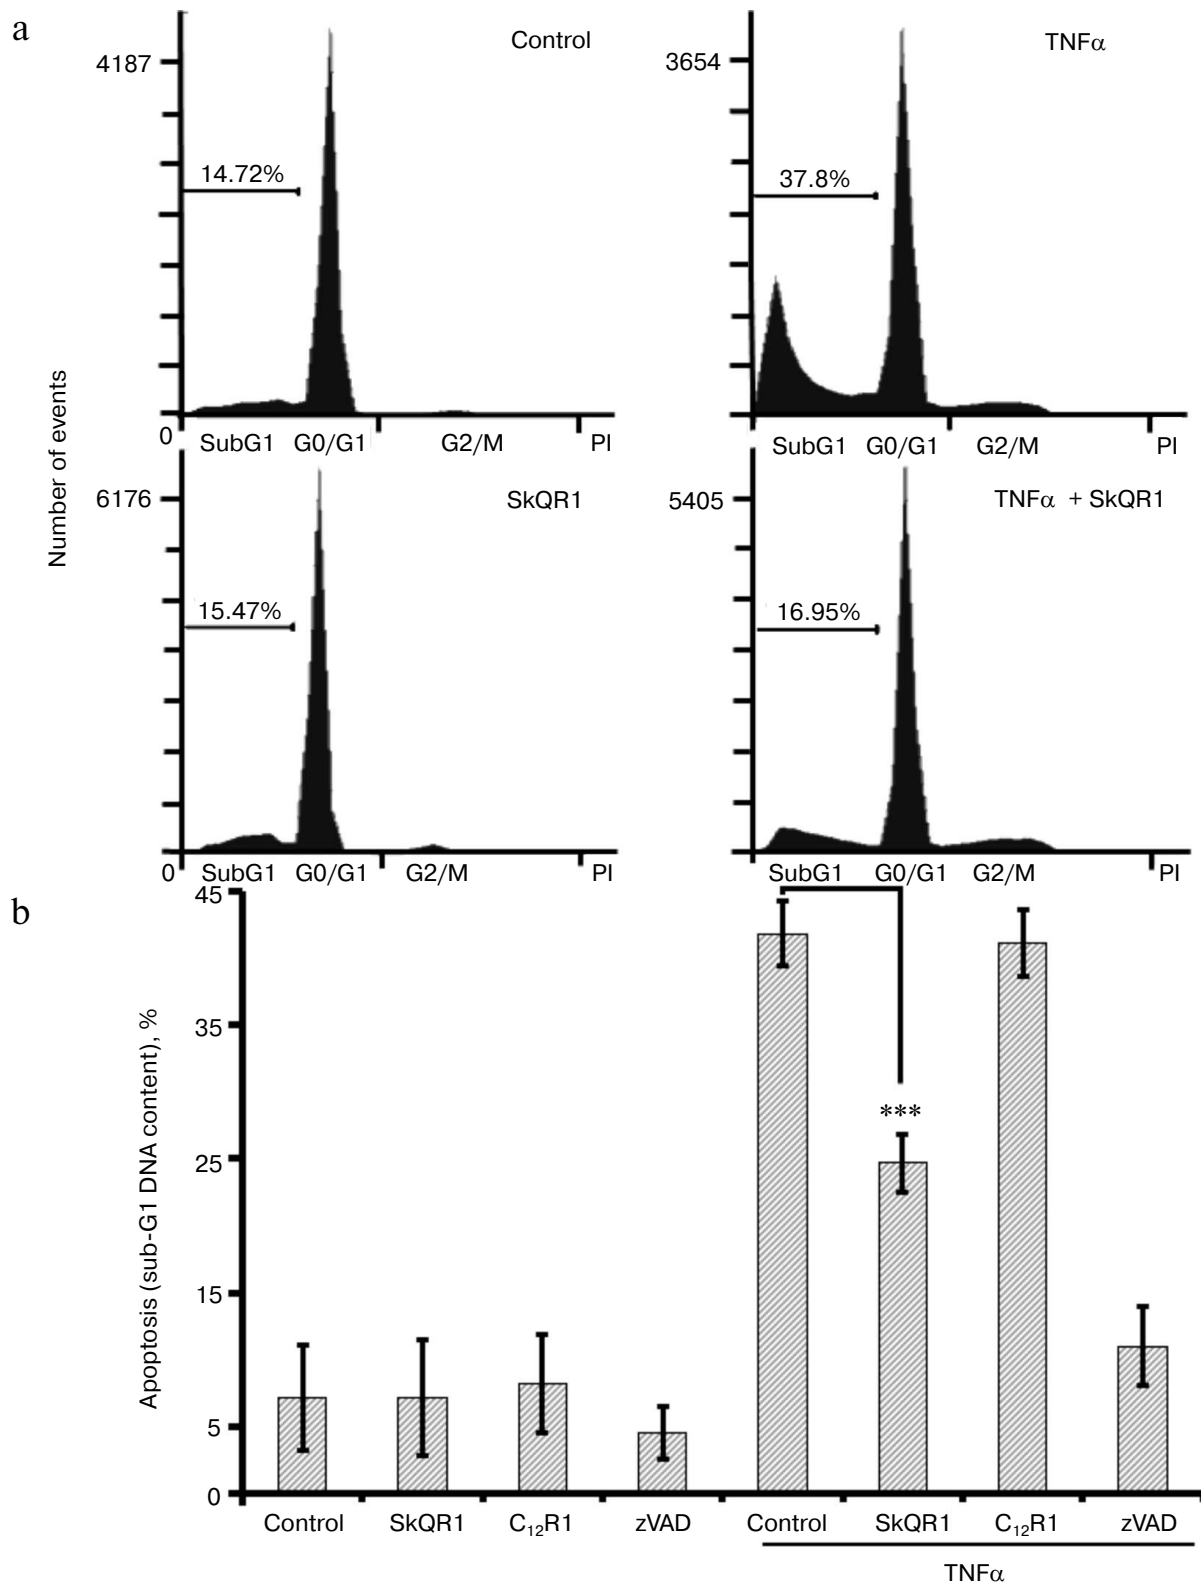 a
Control
4187
14.72%
0
SubG1 G0/G1 G2/M PI
TNFα
3654
37.8%
SubG1 G0/G1 G2/M PI
Number of events
SkQR1
6176
15.47%
0
SubG1 G0/G1 G2/M PI
TNFα + SkQR1
5405
16.95%
SubG1 G0/G1 G2/M PI
b
Apoptosis (sub-G1 DNA content), %
45
35
25
15
5
0
***
Control SkQR1 C₁₂R1 zVAD Control SkQR1 C₁₂R1 zVAD
TNFα